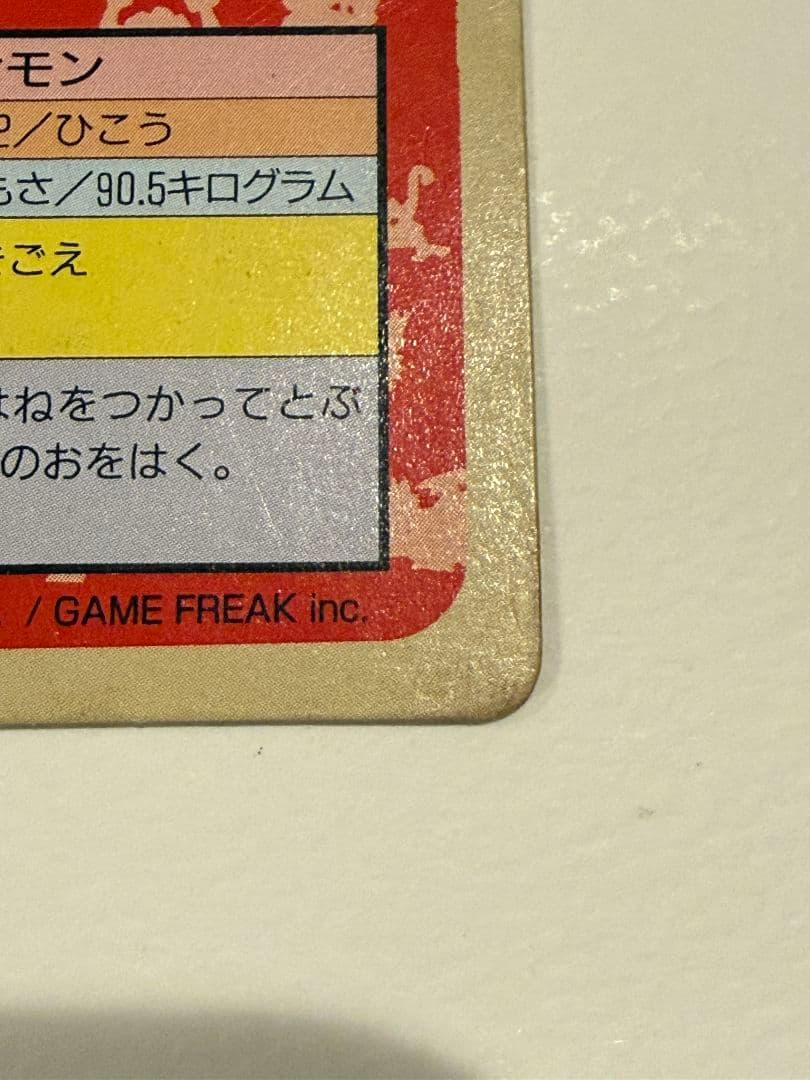 モン
／ひこう
もさ／90.5キログラム
ごえ
はねをつかってとぶ
のおをはく。
/ GAME FREAK inc.